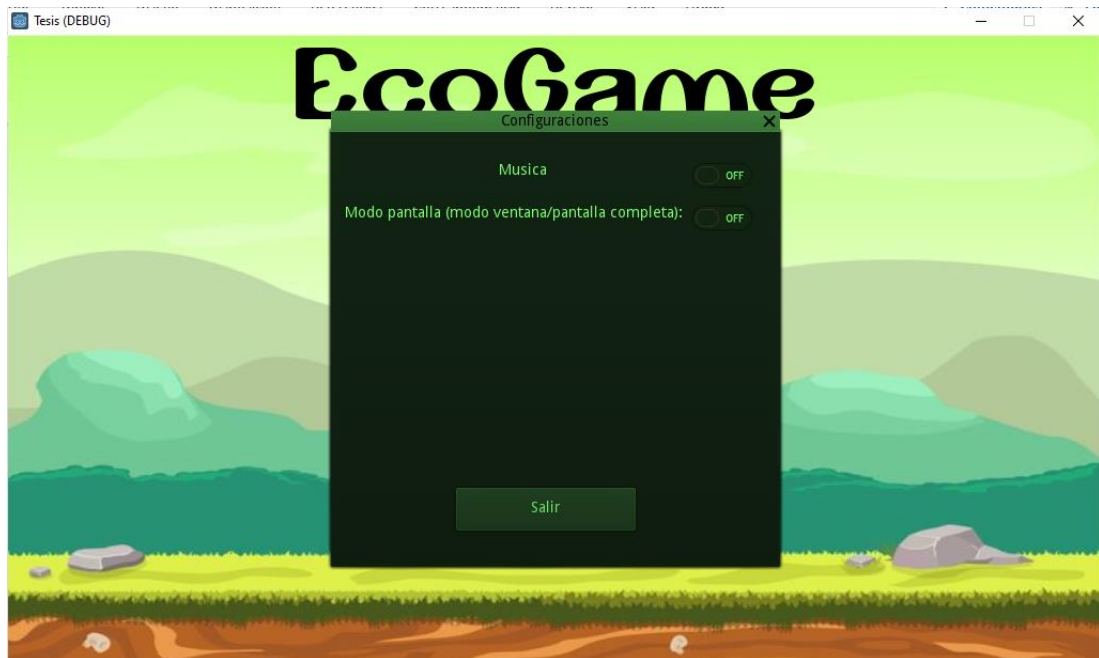 Tesis (DEBUG)
EcoGame
Configuraciones
Musica
OFF
Modo pantalla (modo ventana/pantalla completa):
OFF
Salir